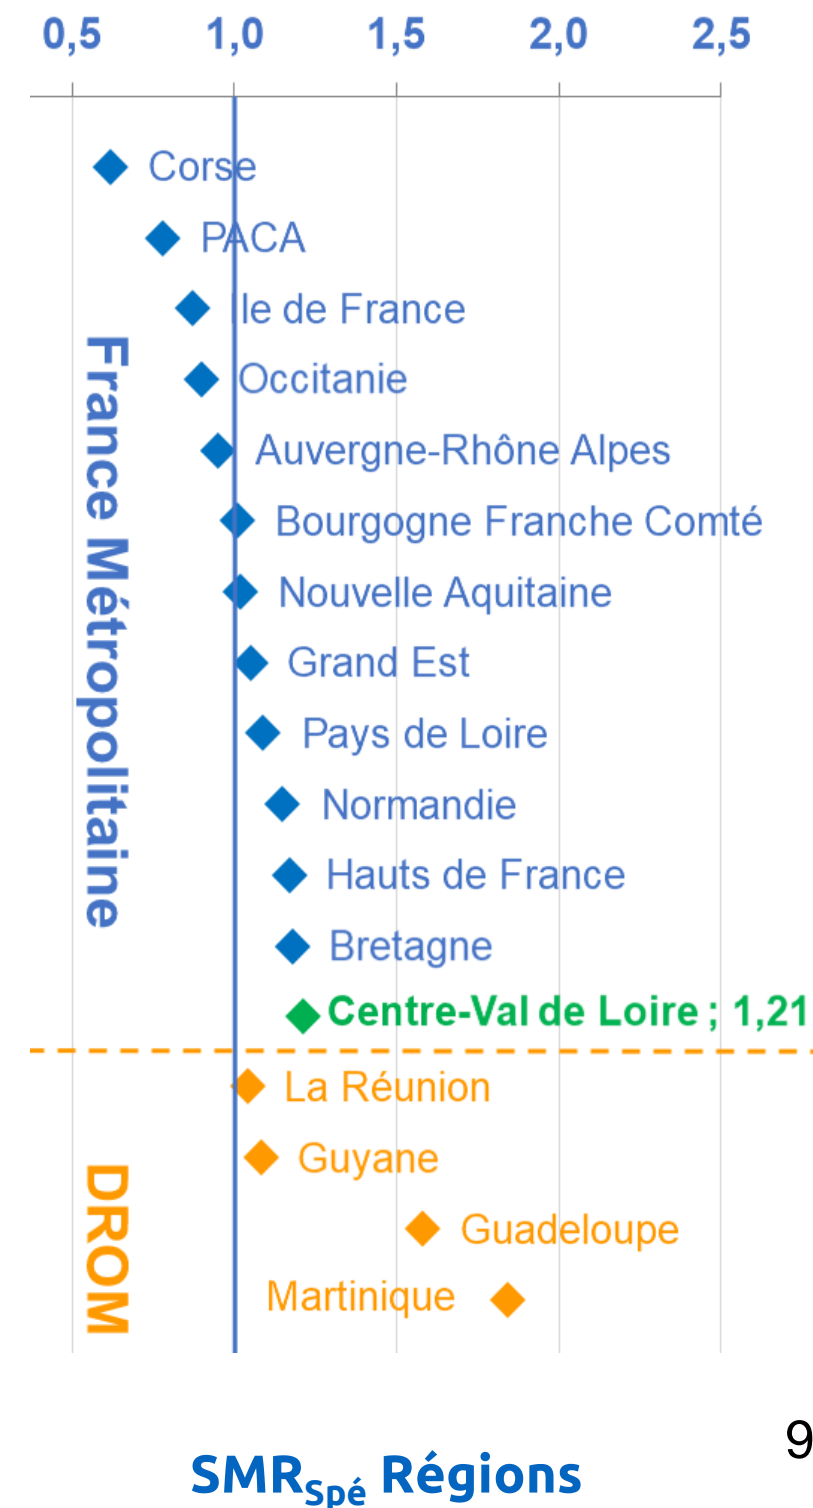 0,5 1,0 1,5 2,0 2,5
France Métropolitaine
Corse
PACA
Ile de France
Occitanie
Auvergne-Rhône Alpes
Bourgogne Franche Comté
Nouvelle Aquitaine
Grand Est
Pays de Loire
Normandie
Hauts de France
Bretagne
Centre-Val de Loire ; 1,21
DROM
La Réunion
Guyane
Guadeloupe
Martinique
9
SMRSpé Régions